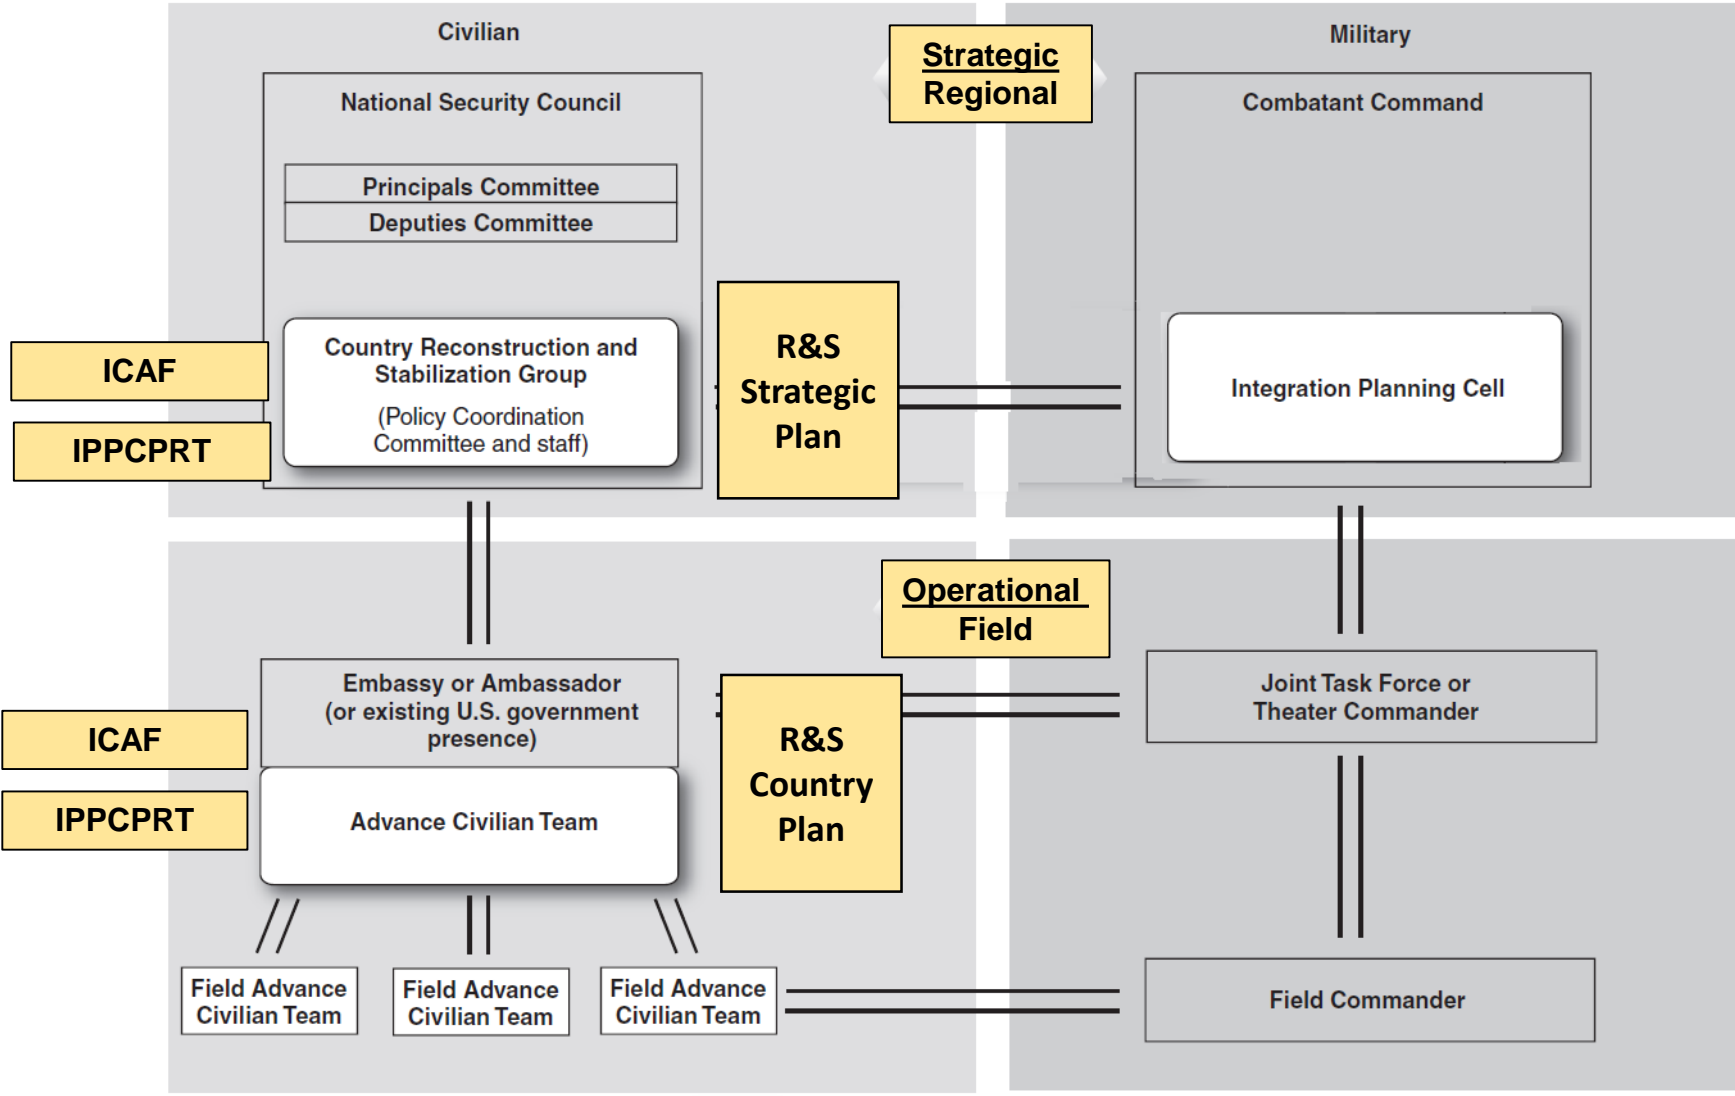 Civilian
Strategic
Regional
Military
National Security Council
Combatant Command
Principals Committee
Deputies Committee
ICAF
IPPCPRT
Country Reconstruction and
Stabilization Group
(Policy Coordination
Committee and staff)
R&S
Strategic
Plan
Integration Planning Cell
Operational
Field
ICAF
IPPCPRT
Embassy or Ambassador
(or existing U.S. government
presence)
Advance Civilian Team
R&S
Country
Plan
Joint Task Force or
Theater Commander
Field Advance
Civilian Team
Field Advance
Civilian Team
Field Advance
Civilian Team
Field Commander